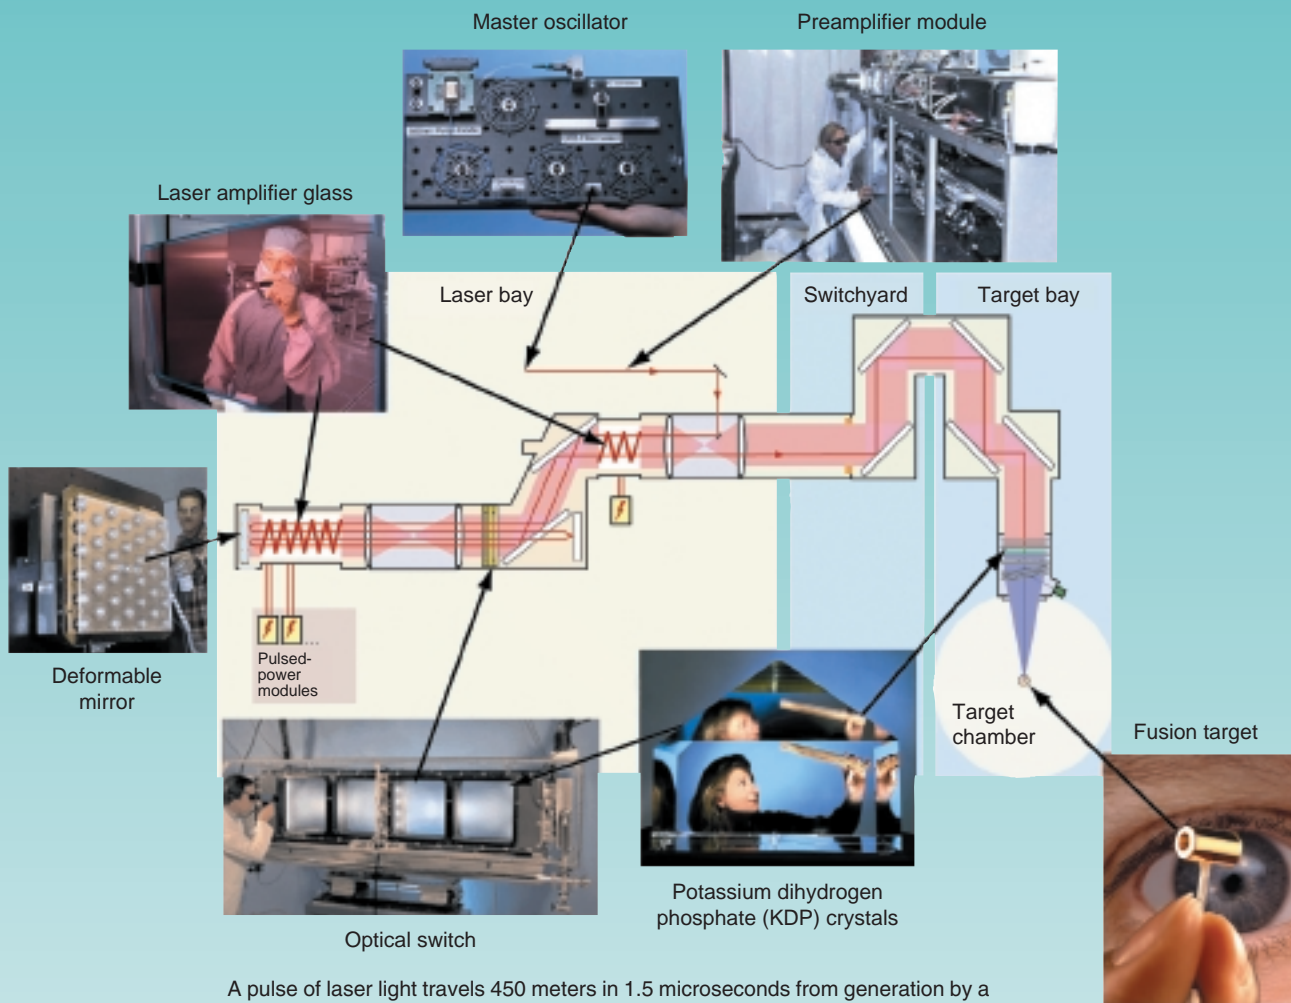 Master oscillator
Preamplifier module
Laser amplifier glass
Laser bay
Switchyard
Target bay
Deformable
mirror
Pulsed-
power
modules
Target
chamber
Fusion target
Potassium dihydrogen
phosphate (KDP) crystals
Optical switch
A pulse of laser light travels 450 meters in 1.5 microseconds from generation by a